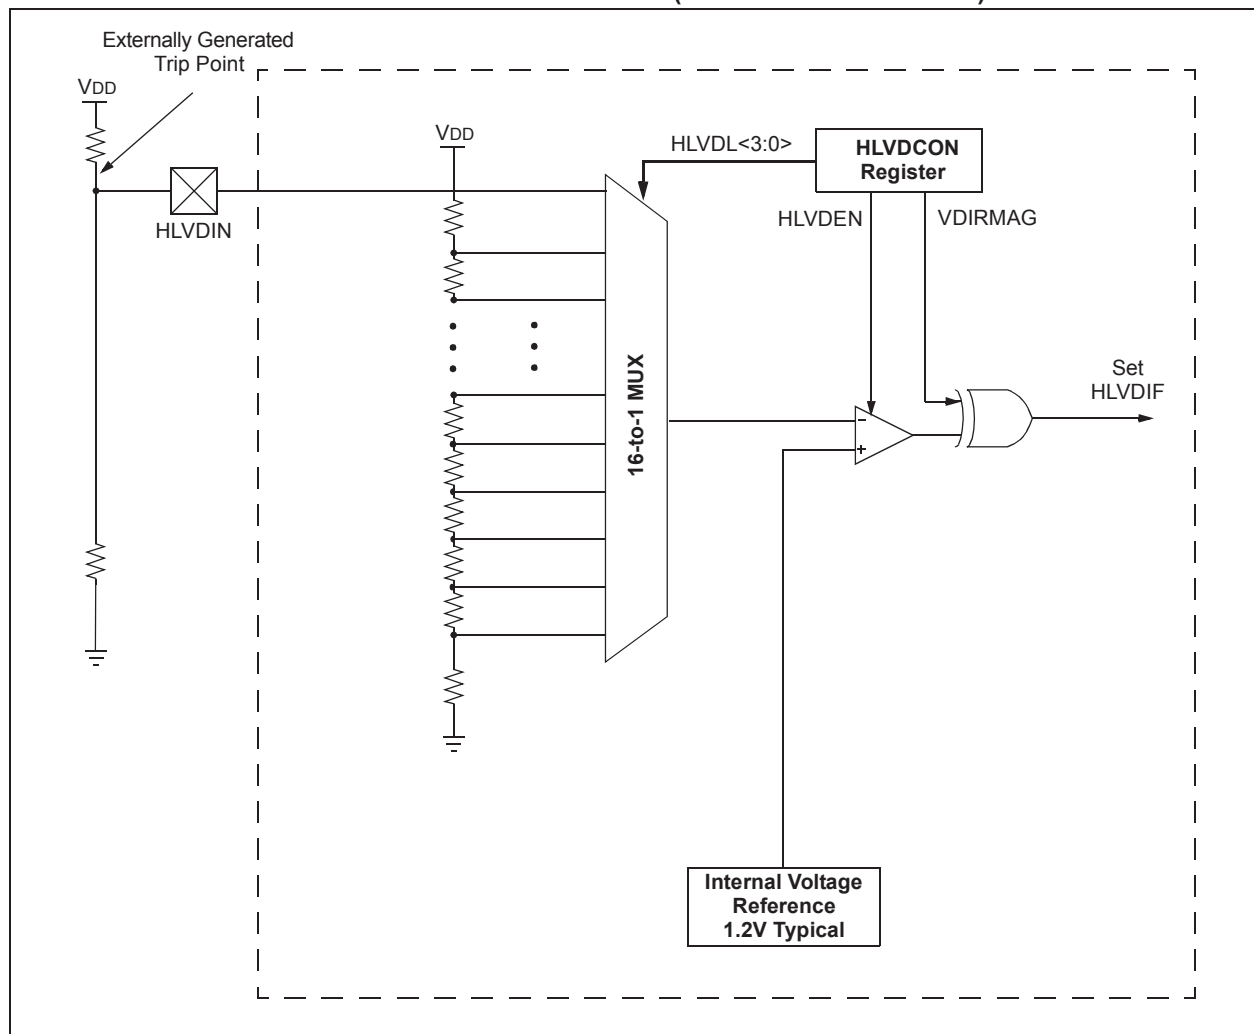 Externally Generated
Trip Point
VDD
VDD
HLVDIN
HLVDL<3:0>
HLVDCON
Register
HLVDEN
VDIRMAG
16-to-1 MUX
–
+
Set
HLVDIF
Internal Voltage
Reference
1.2V Typical